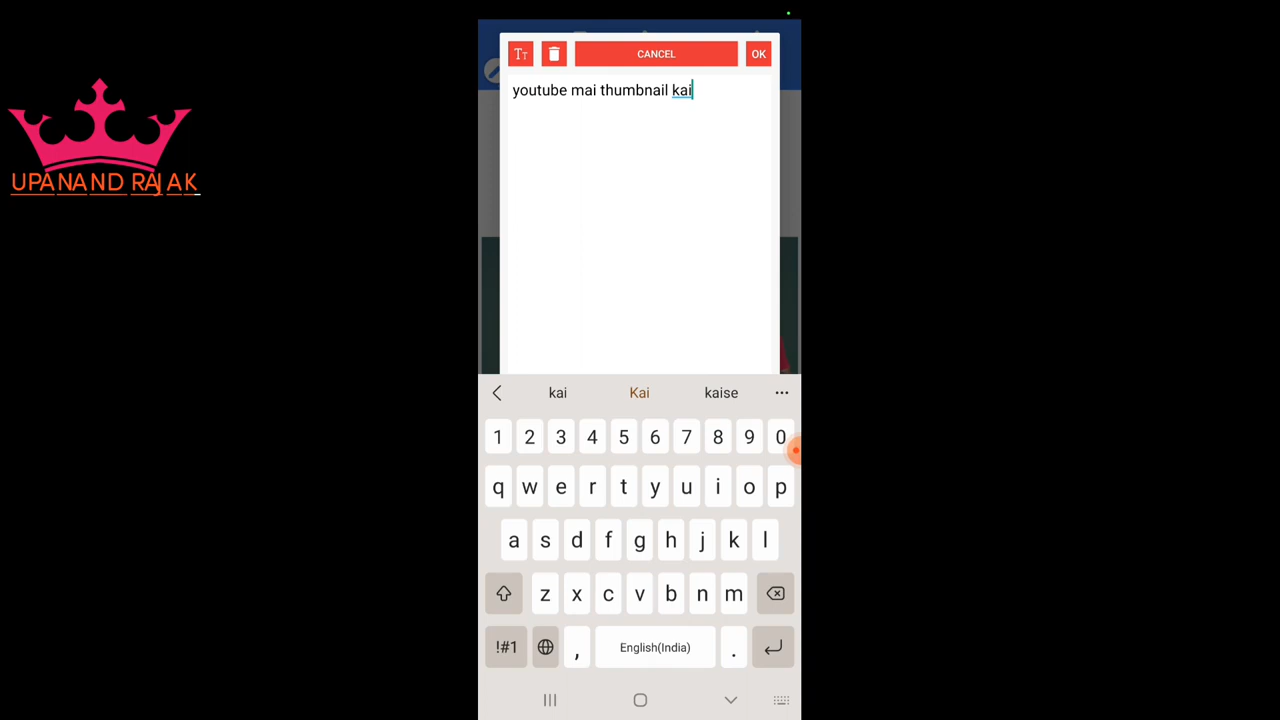 UPANAND RAJAK
TT CANCEL OK
youtube mai thumbnail kai
kai Kai kaise
1 2 3 4 5 6 7 8 9 0
q w e r t y u i o p
a s d f g h j k l
z x c v b n m
!#1 , English(India) .